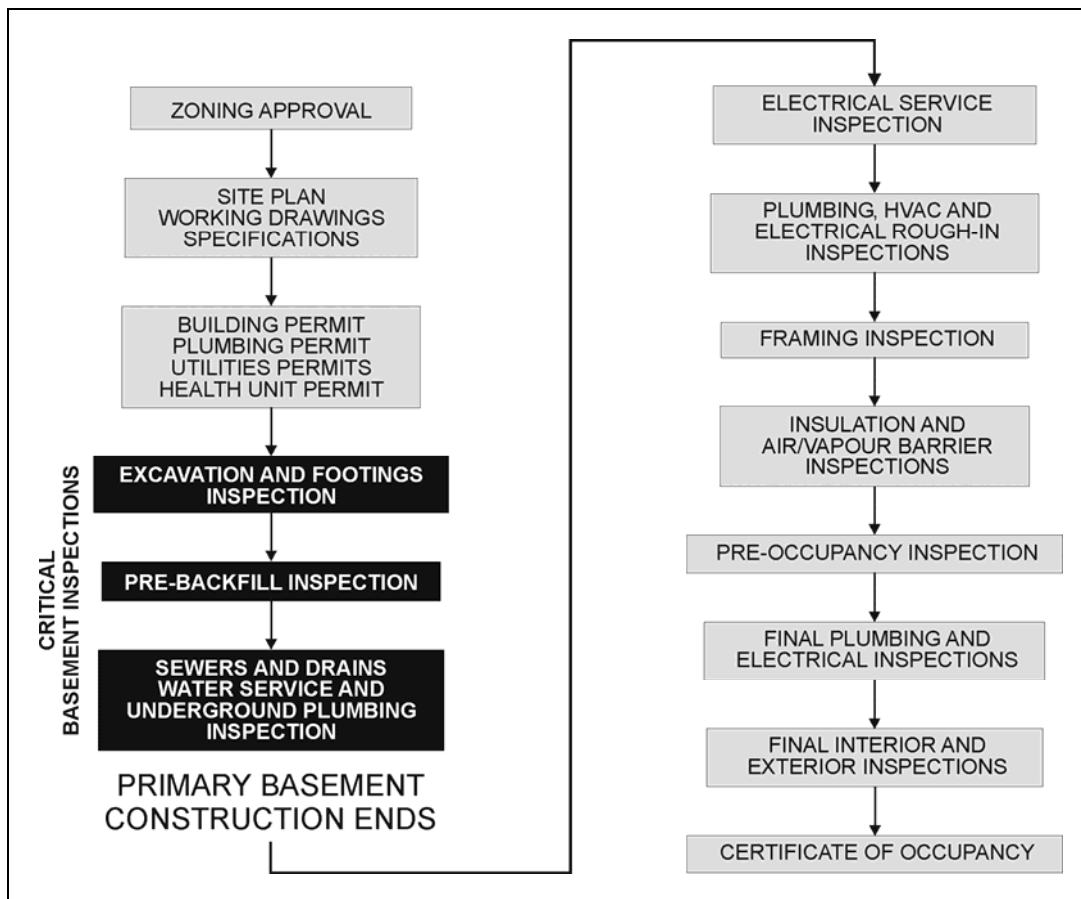 ZONING APPROVAL
SITE PLAN
WORKING DRAWINGS
SPECIFICATIONS
BUILDING PERMIT
PLUMBING PERMIT
UTILITIES PERMITS
HEALTH UNIT PERMIT
CRITICAL
BASEMENT INSPECTIONS
EXCAVATION AND FOOTINGS
INSPECTION
PRE-BACKFILL INSPECTION
SEWERS AND DRAINS
WATER SERVICE AND
UNDERGROUND PLUMBING
INSPECTION
PRIMARY BASEMENT
CONSTRUCTION ENDS
ELECTRICAL SERVICE
INSPECTION
PLUMBING, HVAC AND
ELECTRICAL ROUGH-IN
INSPECTIONS
FRAMING INSPECTION
INSULATION AND
AIR/VAPOUR BARRIER
INSPECTIONS
PRE-OCCUPANCY INSPECTION
FINAL PLUMBING AND
ELECTRICAL INSPECTIONS
FINAL INTERIOR AND
EXTERIOR INSPECTIONS
CERTIFICATE OF OCCUPANCY